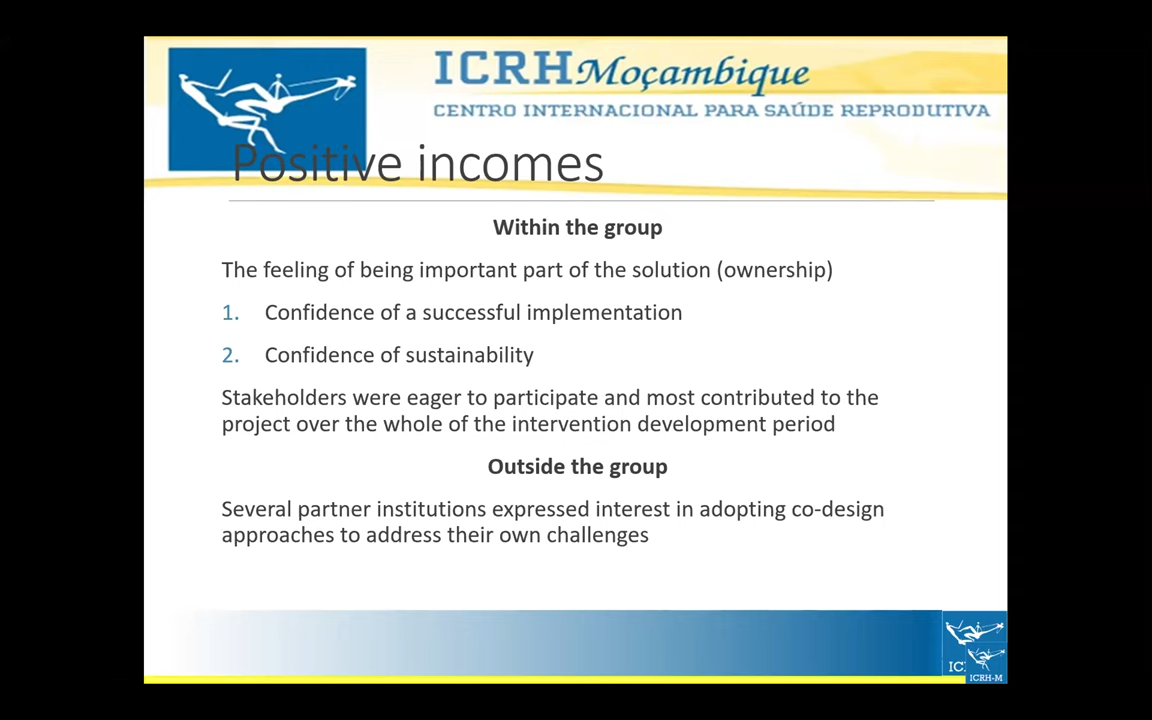 ICRH Moçambique
CENTRO INTERNACIONAL PARA SAÚDE REPRODUTIVA
Positive incomes
Within the group
The feeling of being important part of the solution (ownership)
1. Confidence of a successful implementation
2. Confidence of sustainability
Stakeholders were eager to participate and most contributed to the
project over the whole of the intervention development period
Outside the group
Several partner institutions expressed interest in adopting co-design
approaches to address their own challenges
ICRH-M